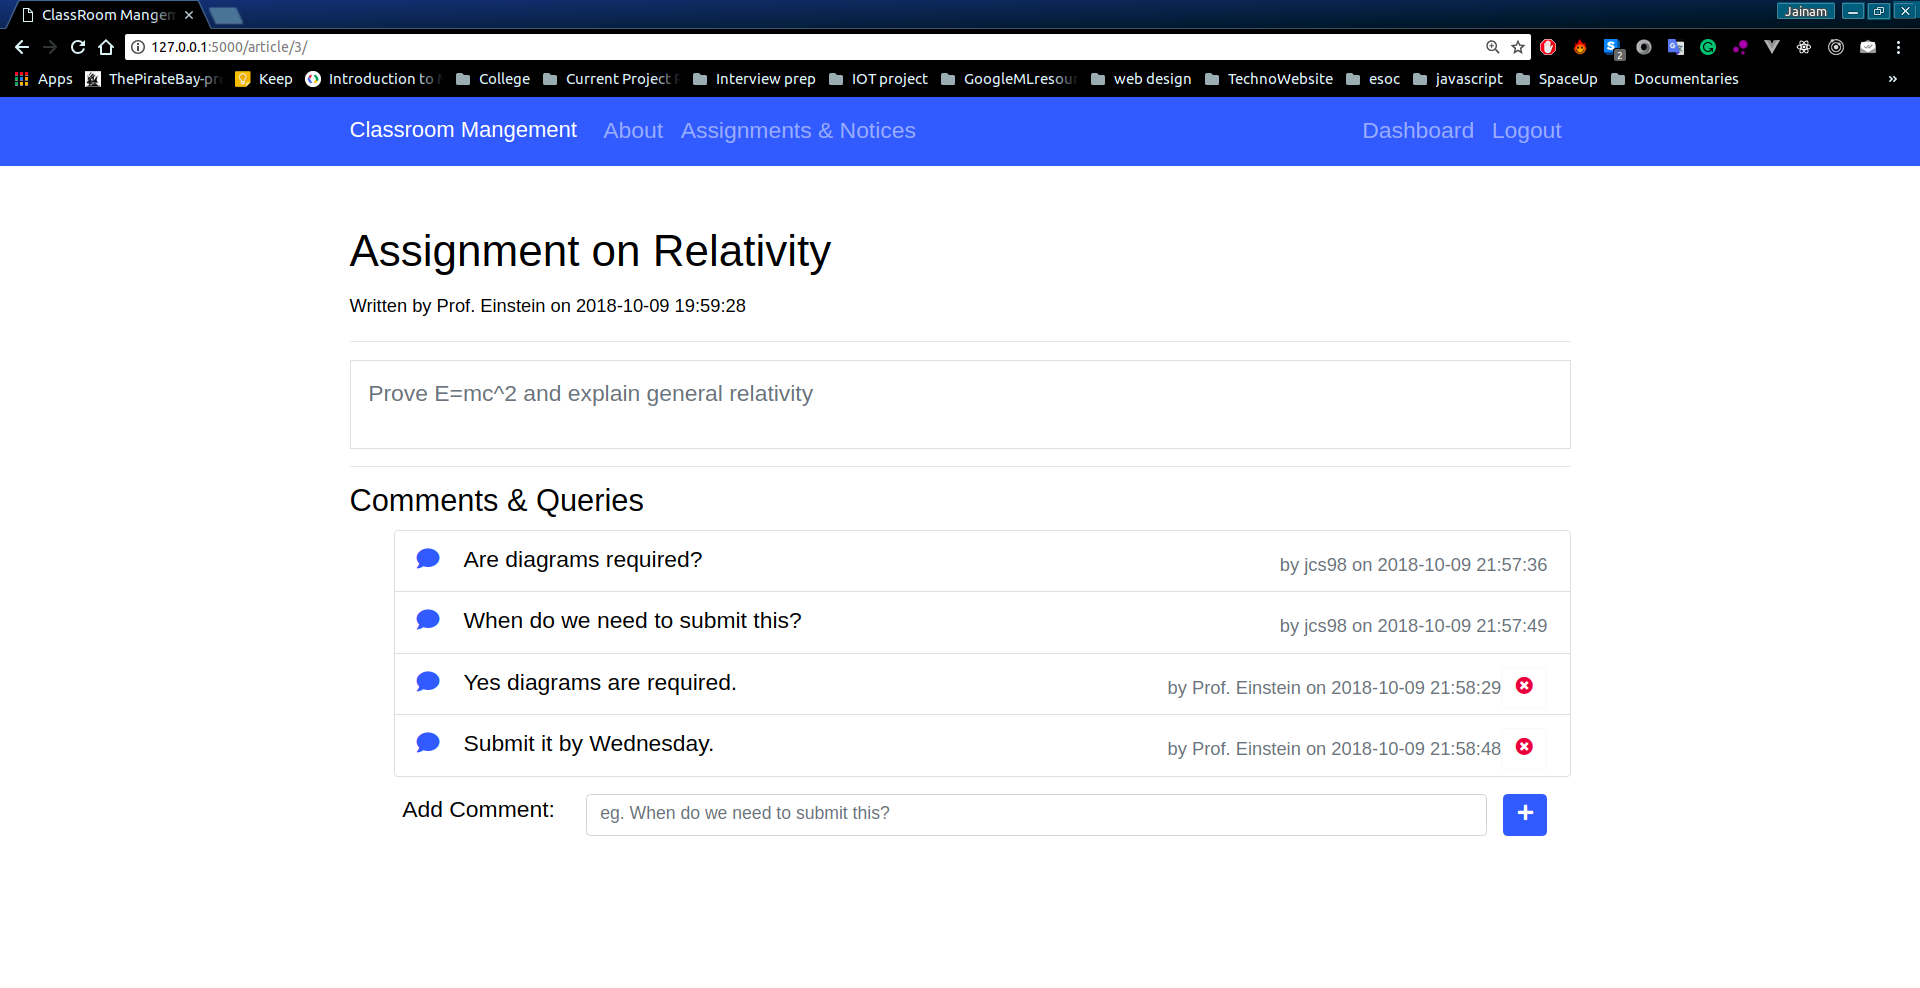 ClassRoom Mangem
Jainam
127.0.0.1:5000/article/3/
2
Apps ThePirateBay-pr Keep Introduction to College Current Project Interview prep IOT project GoogleMLresour web design TechnoWebsite esoc javascript SpaceUp Documentaries »
Classroom Mangement About Assignments & Notices Dashboard Logout
Assignment on Relativity
Written by Prof. Einstein on 2018-10-09 19:59:28
Prove E=mc^2 and explain general relativity
Comments & Queries
Are diagrams required? by jcs98 on 2018-10-09 21:57:36
When do we need to submit this? by jcs98 on 2018-10-09 21:57:49
Yes diagrams are required. by Prof. Einstein on 2018-10-09 21:58:29
Submit it by Wednesday. by Prof. Einstein on 2018-10-09 21:58:48
Add Comment: eg. When do we need to submit this? +